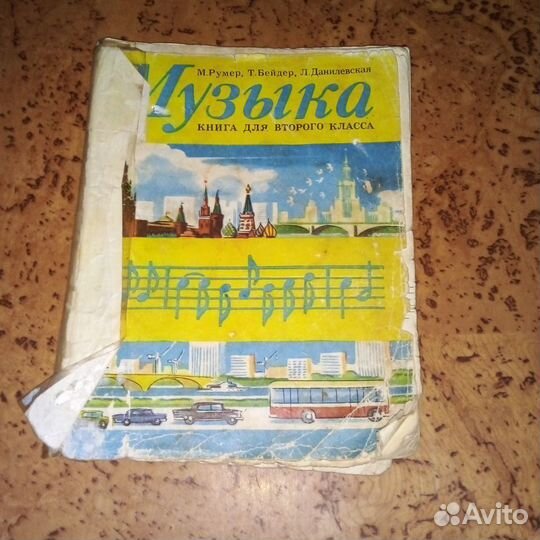 М. Румер, Т. Бейдер, Л. Данилевская
Музыка
КНИГА ДЛЯ ВТОРОГО КЛАССА
Avito